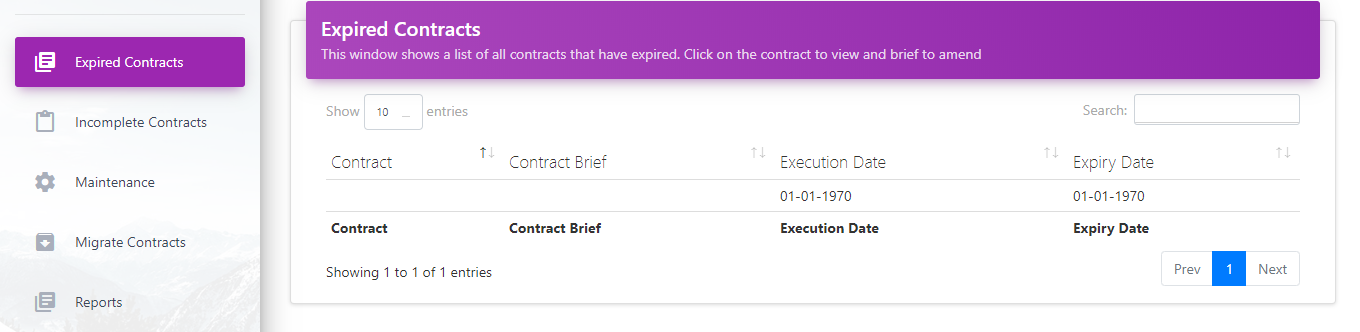 Expired Contracts
Incomplete Contracts
Maintenance
Migrate Contracts
Reports
Expired Contracts
This window shows a list of all contracts that have expired. Click on the contract to view and brief to amend
Show 10 ... entries Search:
Contract Contract Brief Execution Date Expiry Date
01-01-1970 01-01-1970
Contract Contract Brief Execution Date Expiry Date
Showing 1 to 1 of 1 entries Prev 1 Next